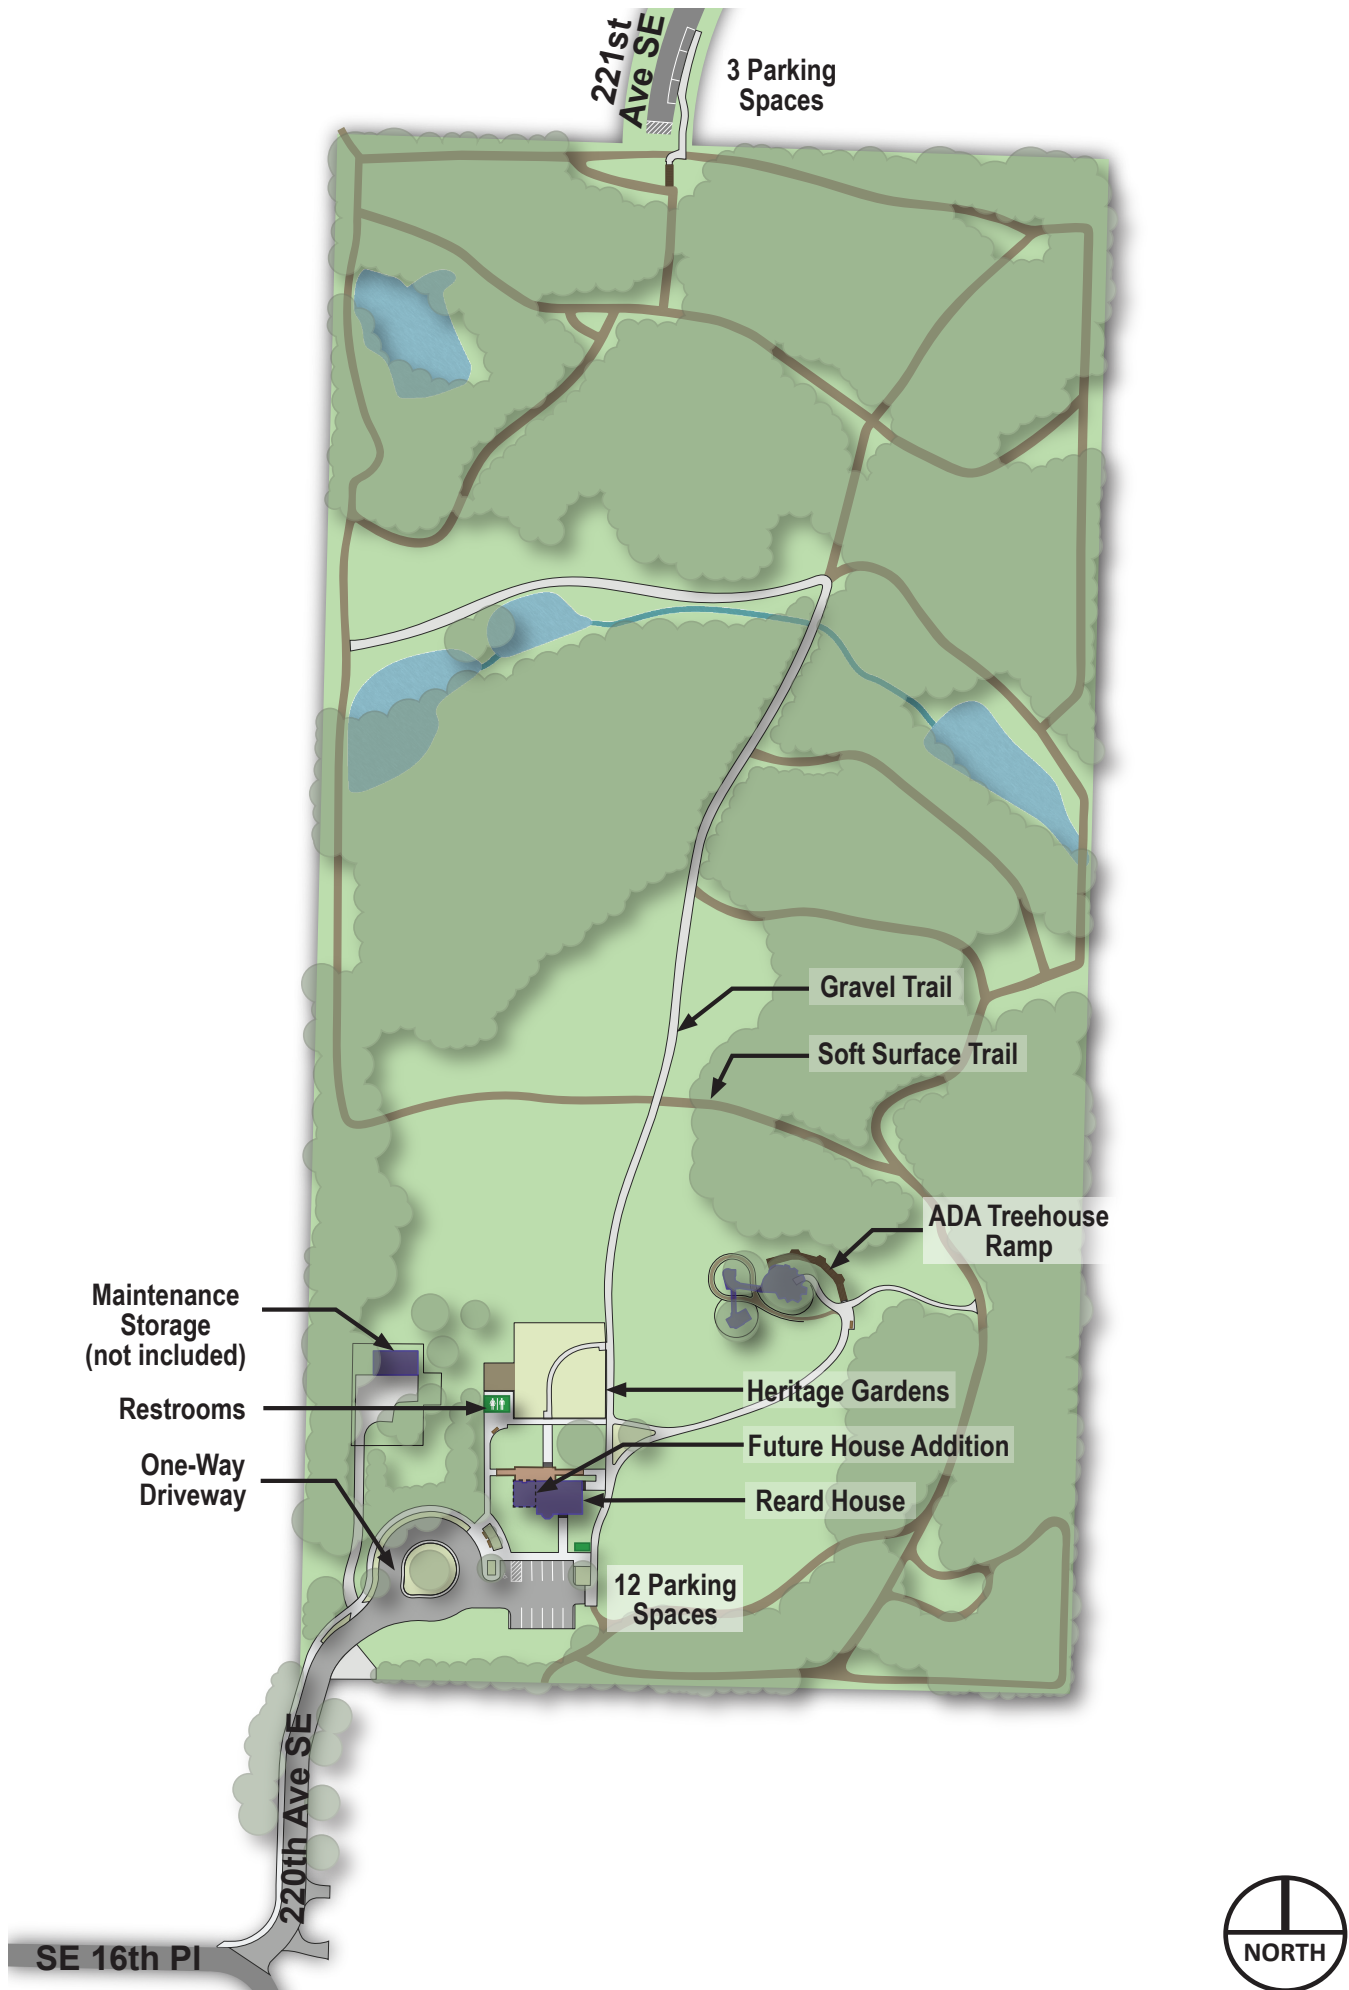 221st
Ave SE
3 Parking
Spaces
Gravel Trail
Soft Surface Trail
ADA Treehouse
Ramp
Maintenance
Storage
(not included)
Heritage Gardens
Restrooms
Future House Addition
One-Way
Driveway
Reard House
12 Parking
Spaces
220th Ave SE
SE 16th Pl
NORTH